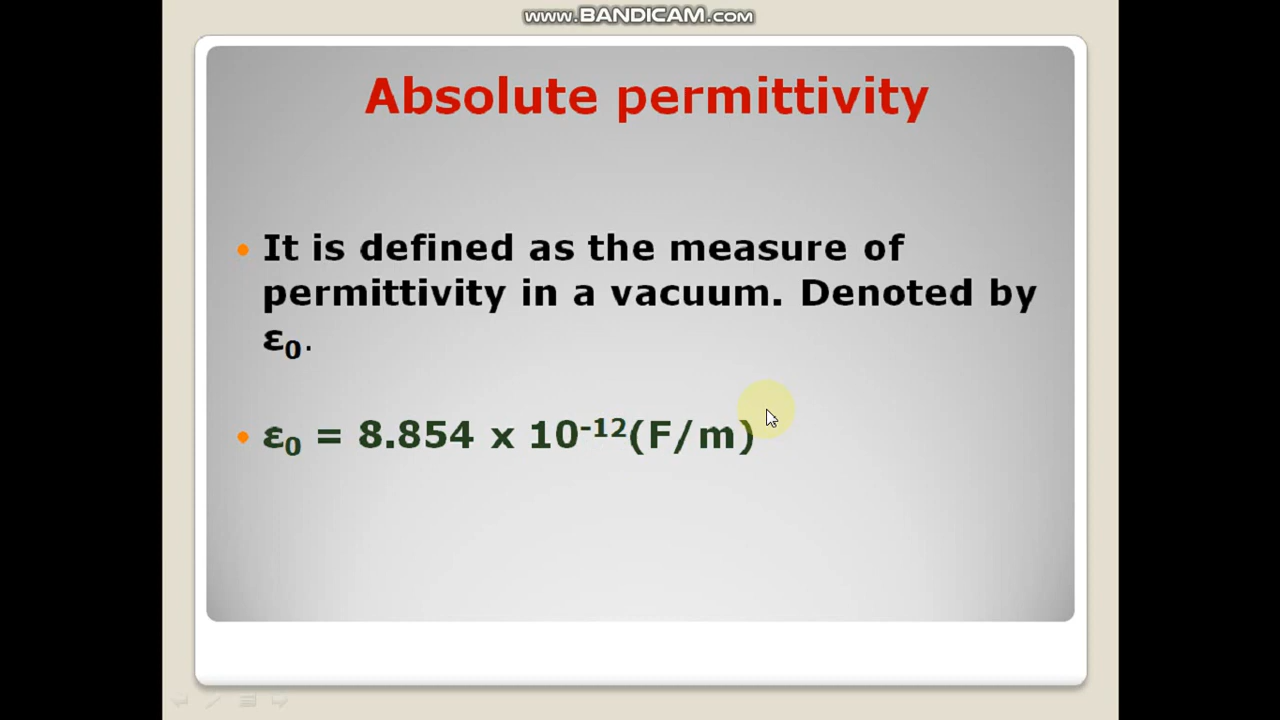 www.BANDICAM.com
Absolute permittivity
• It is defined as the measure of
permittivity in a vacuum. Denoted by
ε₀.
• ε₀ = 8.854 x 10⁻¹²(F/m)